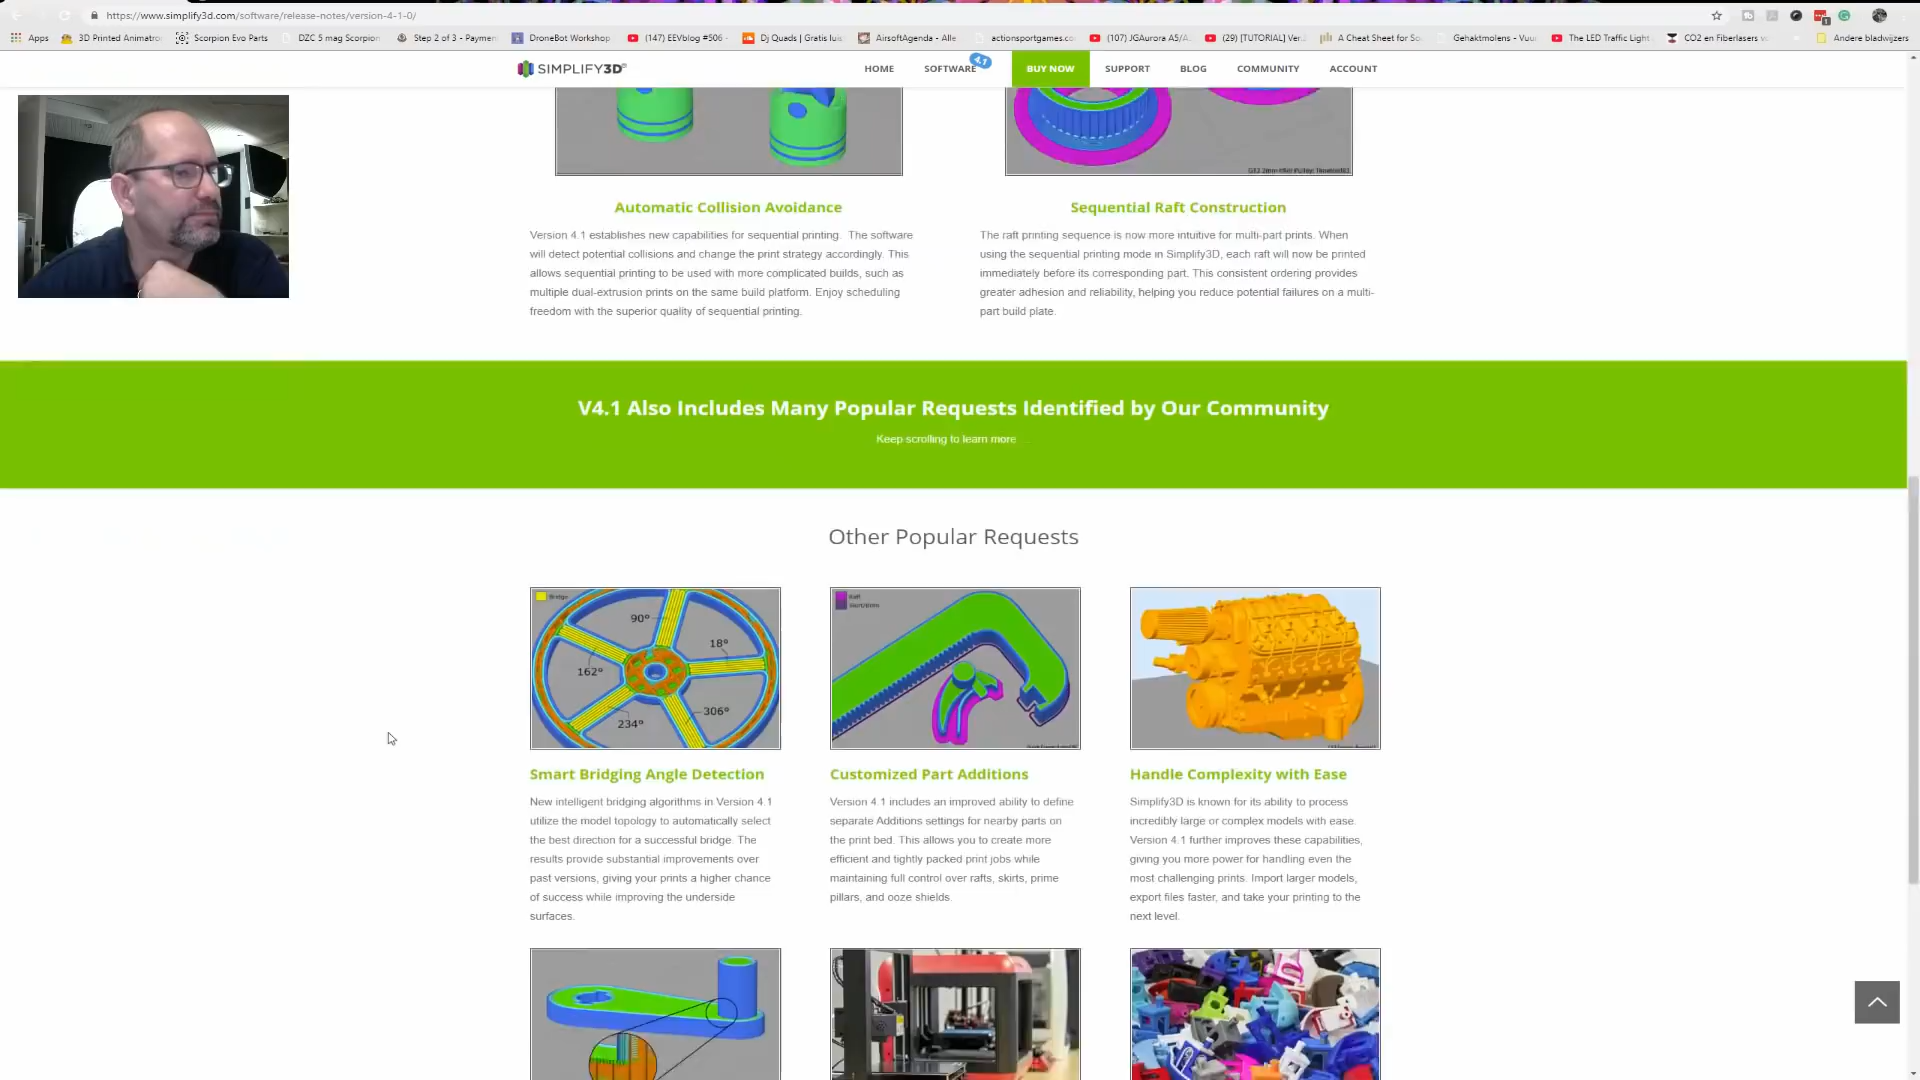 https://www.simplify3d.com/software/release-notes/version-4-1-0/
Apps
3D Printed Animatro
Scorpion Evo Parts
DZC 5 mag Scorpion
Step 2 of 3 - Paymen
DroneBot Workshop
(147) EEVblog #506 -
Dj Quads | Gratis luis
AirsoftAgenda - Alle
actionsportgames.co
(107) JGAurora A5/A
(29) [TUTORIAL] Ver
A Cheat Sheet for So
Gehaktmolens - Vuu
The LED Traffic Light
CO2 en Fiberlasers v
Andere bladwijzers
SIMPLIFY3D
HOME
SOFTWARE
4.1
BUY NOW
SUPPORT
BLOG
COMMUNITY
ACCOUNT
Automatic Collision Avoidance
Version 4.1 establishes new capabilities for sequential printing. The software
will detect potential collisions and change the print strategy accordingly. This
allows sequential printing to be used with more complicated builds, such as
multiple dual-extrusion prints on the same build platform. Enjoy scheduling
freedom with the superior quality of sequential printing.
Sequential Raft Construction
The raft printing sequence is now more intuitive for multi-part prints. When
using the sequential printing mode in Simplify3D, each raft will now be printed
immediately before its corresponding part. This consistent ordering provides
greater adhesion and reliability, helping you reduce potential failures on a multi-
part build plate.
V4.1 Also Includes Many Popular Requests Identified by Our Community
Keep scrolling to learn more
Other Popular Requests
Bridge
90°
18°
162°
234°
306°
Raft
Smart Bridging Angle Detection
New intelligent bridging algorithms in Version 4.1
utilize the model topology to automatically select
the best direction for a successful bridge. The
results provide substantial improvements over
past versions, giving your prints a higher chance
of success while improving the underside
surfaces.
Customized Part Additions
Version 4.1 includes an improved ability to define
separate Additions settings for nearby parts on
the print bed. This allows you to create more
efficient and tightly packed print jobs while
maintaining full control over rafts, skirts, prime
pillars, and ooze shields.
Handle Complexity with Ease
Simplify3D is known for its ability to process
incredibly large or complex models with ease.
Version 4.1 further improves these capabilities,
giving you more power for handling even the
most challenging prints. Import larger models,
export files faster, and take your printing to the
next level.